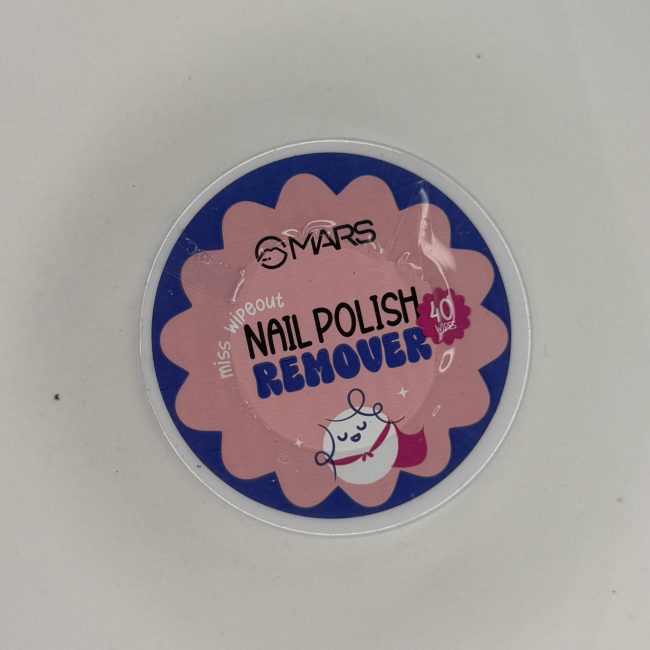 MARS
miss wipeout
NAIL POLISH
REMOVER
40
WIPES